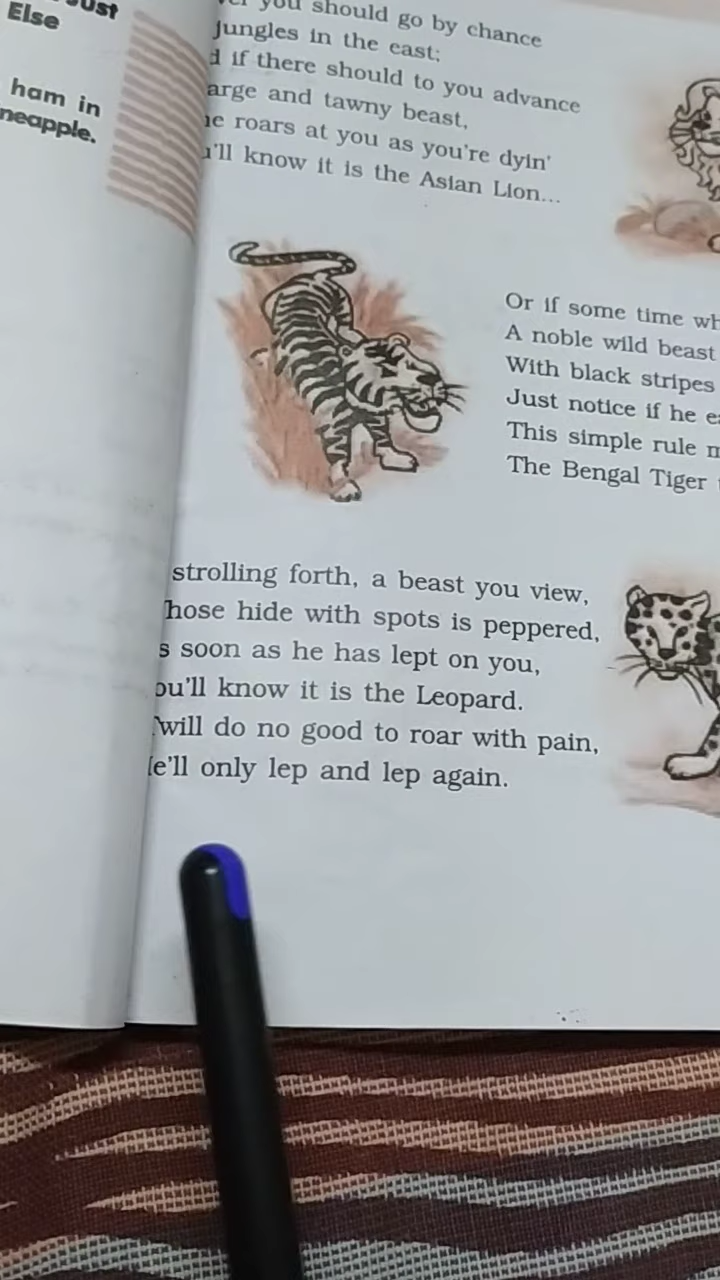 Just
Else
ham in
neapple.
you should go by chance
jungles in the east;
d if there should to you advance
arge and tawny beast,
he roars at you as you're dyin'
u'll know it is the Asian Lion...
Or if some time wh
A noble wild beast
With black stripes
Just notice if he ea
This simple rule m
The Bengal Tiger
strolling forth, a beast you view,
hose hide with spots is peppered,
s soon as he has lept on you,
ou'll know it is the Leopard.
'Twill do no good to roar with pain,
He'll only lep and lep again.